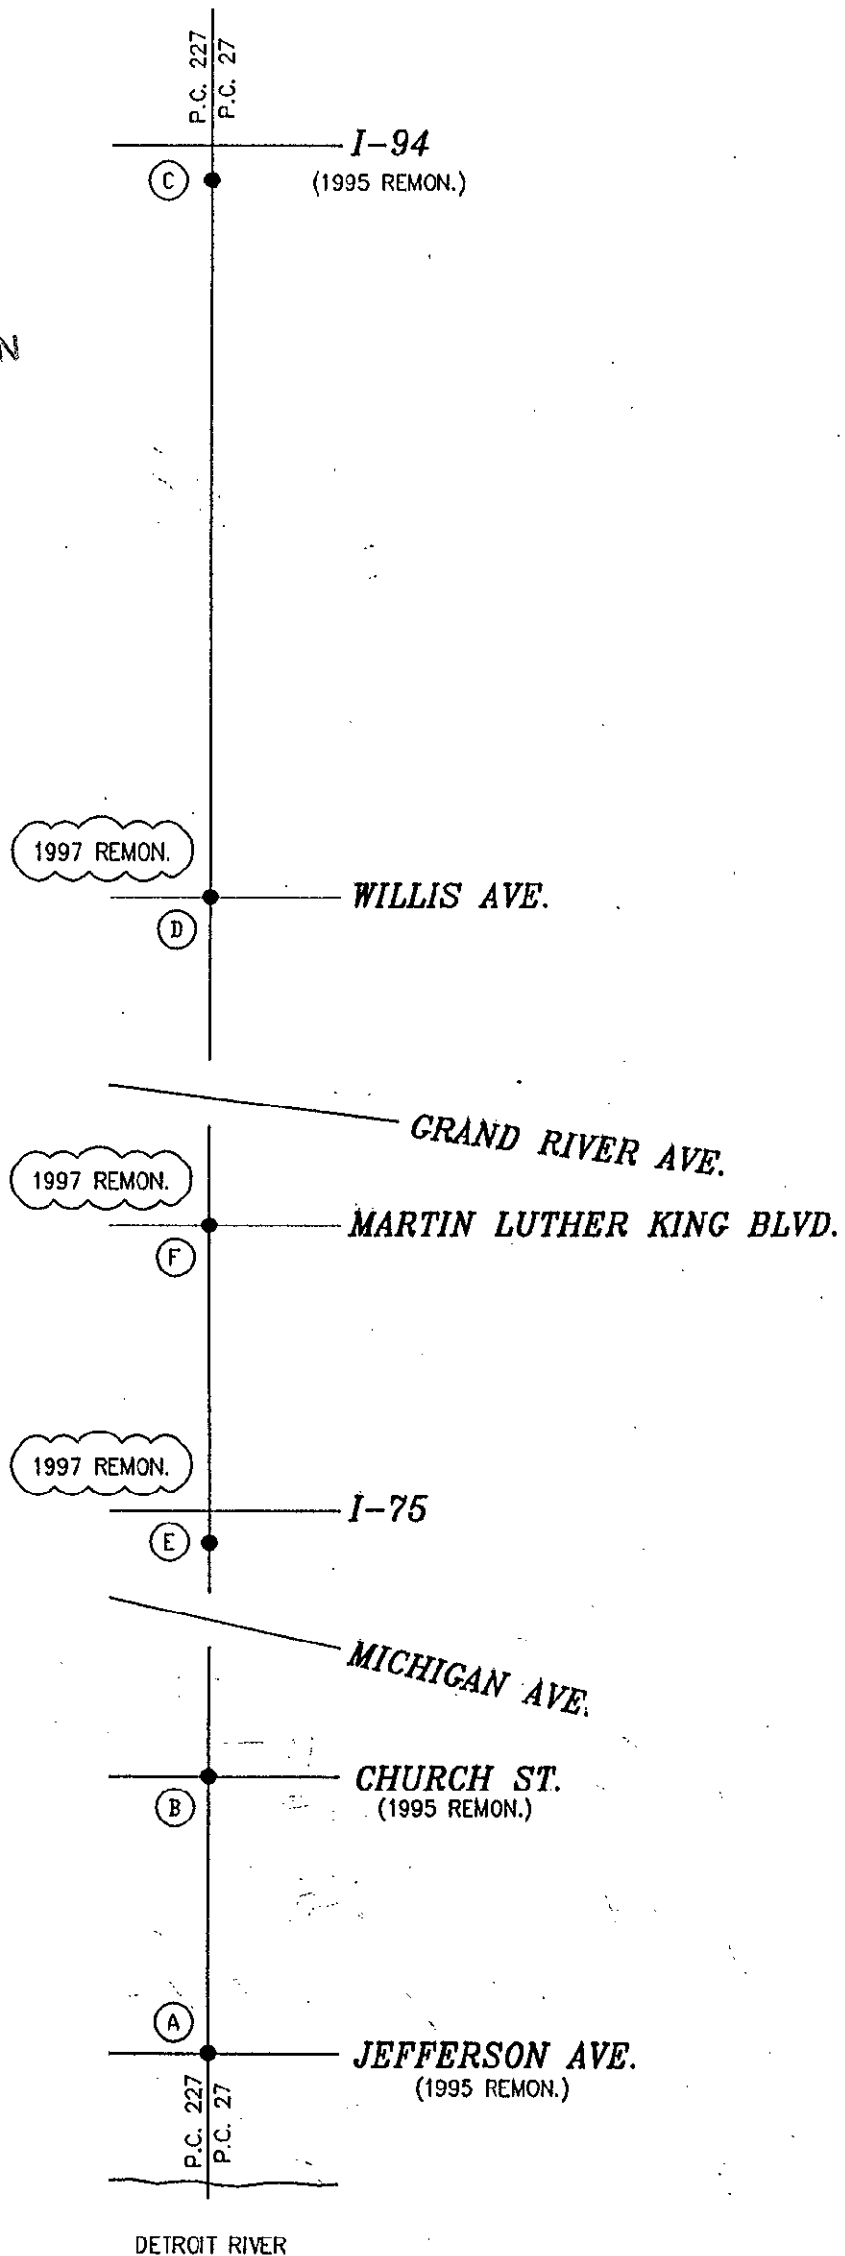 P.C. 227
P.C. 27
I-94
(1995 REMON.)
C
N
1997 REMON.
WILLIS AVE.
D
GRAND RIVER AVE.
1997 REMON.
MARTIN LUTHER KING BLVD.
F
1997 REMON.
I-75
E
MICHIGAN AVE.
CHURCH ST.
(1995 REMON.)
B
A
JEFFERSON AVE.
(1995 REMON.)
P.C. 227
P.C. 27
DETROIT RIVER